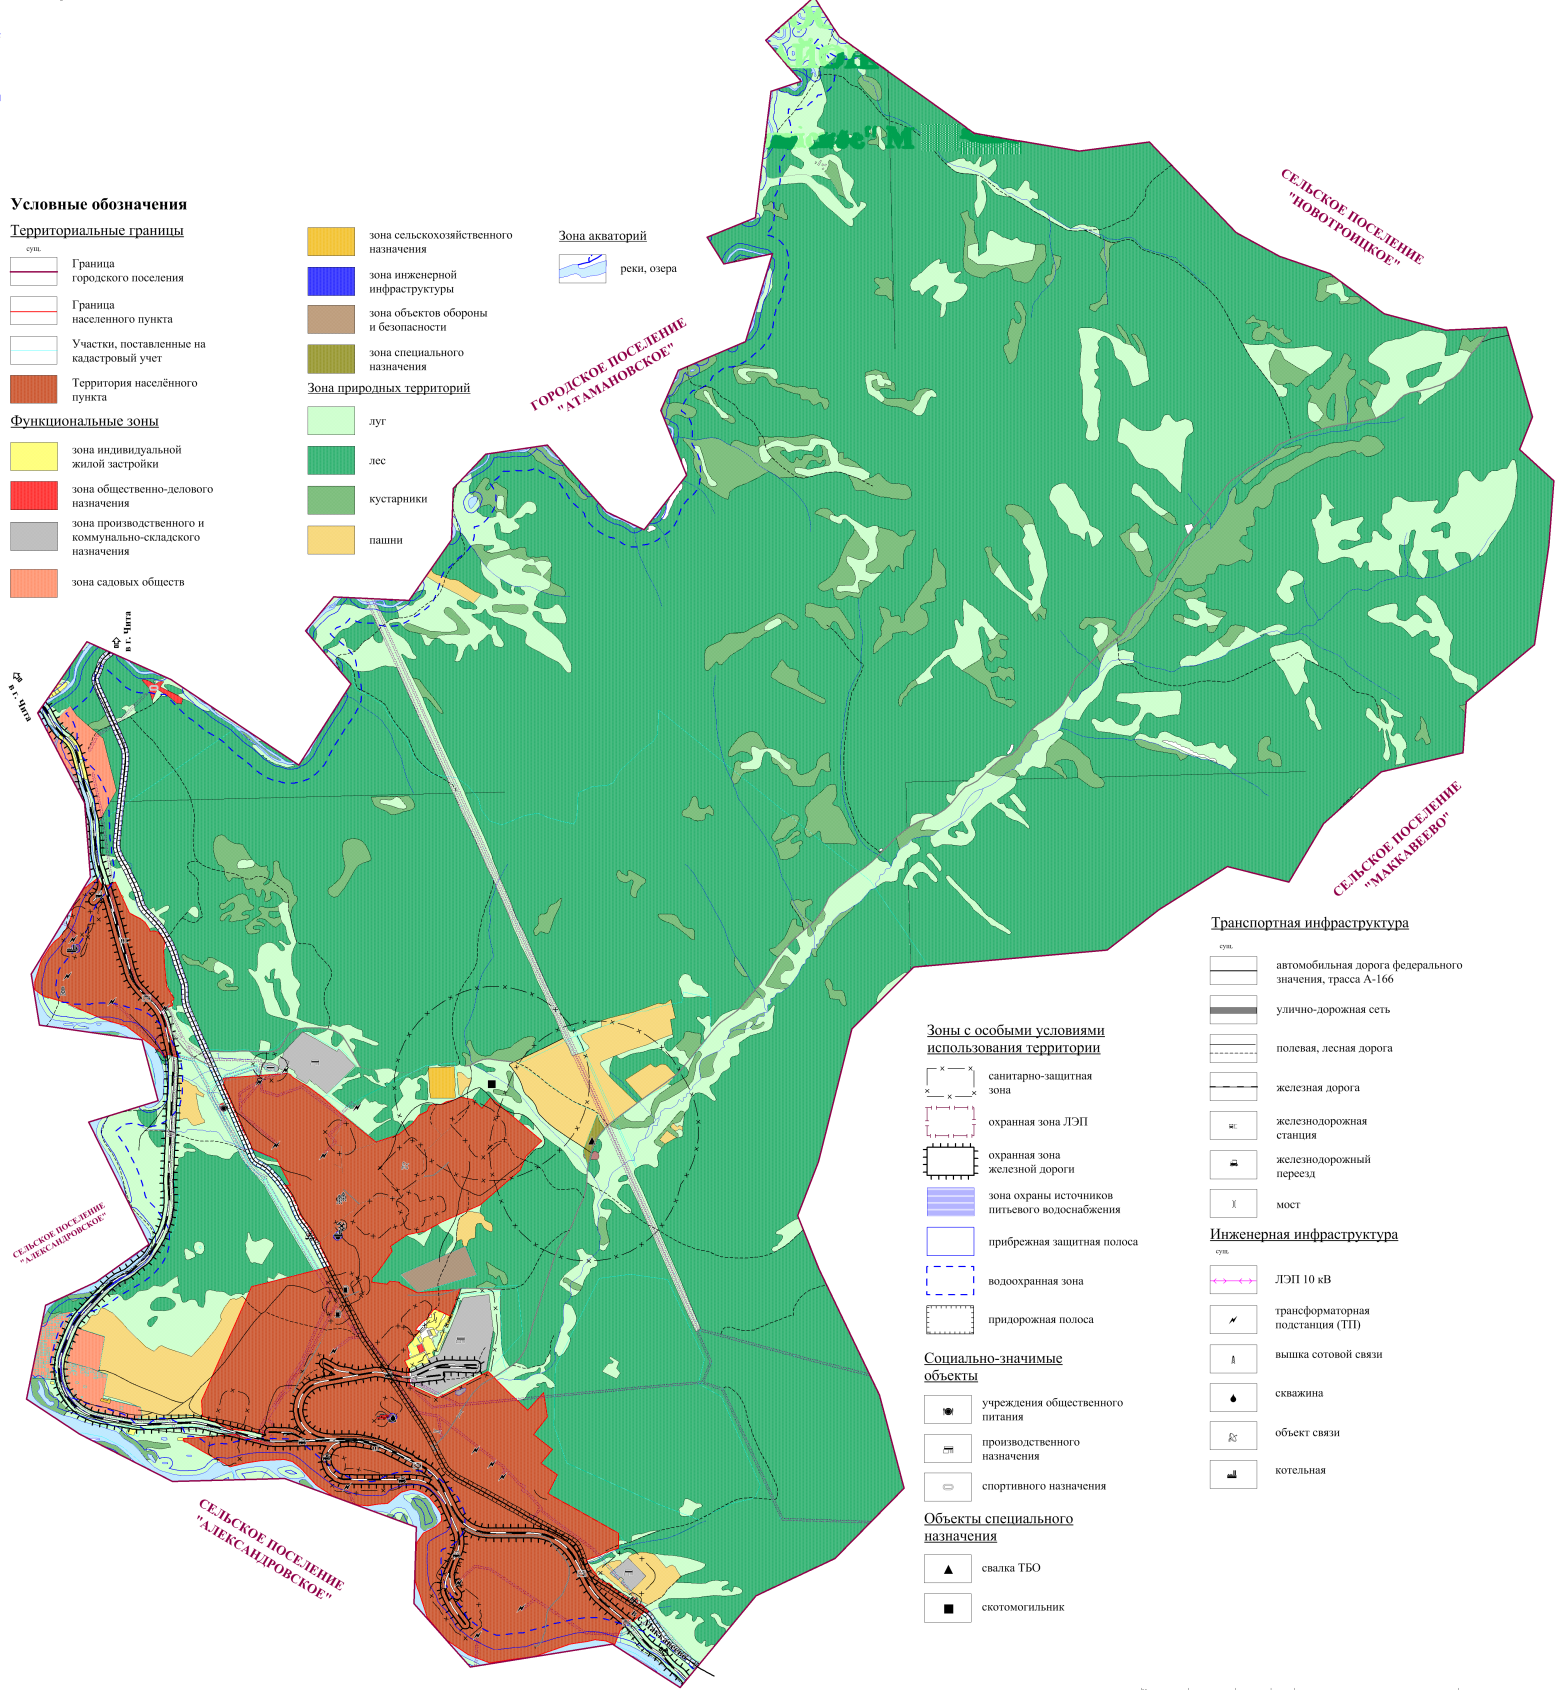 Условные обозначения
Территориальные границы
сущ.
Граница
городского поселения
Граница
населенного пункта
Участки, поставленные на
кадастровый учет
Территория населённого
пункта
Функциональные зоны
зона индивидуальной
жилой застройки
зона общественно-делового
назначения
зона производственного и
коммунально-складского
назначения
зона садовых обществ
зона сельскохозяйственного
назначения
зона инженерной
инфраструктуры
зона объектов обороны
и безопасности
зона специального
назначения
Зона природных территорий
луг
лес
кустарники
пашни
Зона акваторий
реки, озера
ГОРОДСКОЕ ПОСЕЛЕНИЕ
"АТАМАНОВСКОЕ"
СЕЛЬСКОЕ ПОСЕЛЕНИЕ
"НОВОТРОИЦКОЕ"
СЕЛЬСКОЕ ПОСЕЛЕНИЕ
"МАККАВЕЕВО"
в г. Чита
в г. Чита
СЕЛЬСКОЕ ПОСЕЛЕНИЕ
"АЛЕКСАНДРОВСКОЕ"
СЕЛЬСКОЕ ПОСЕЛЕНИЕ
"АЛЕКСАНДРОВСКОЕ"
Маккавеево
Зоны с особыми условиями
использования территории
санитарно-защитная
зона
охранная зона ЛЭП
охранная зона
железной дороги
зона охраны источников
питьевого водоснабжения
прибрежная защитная полоса
водоохранная зона
придорожная полоса
Социально-значимые
объекты
учреждения общественного
питания
производственного
назначения
спортивного назначения
Объекты специального
назначения
свалка ТБО
скотомогильник
Транспортная инфраструктура
сущ.
автомобильная дорога федерального
значения, трасса А-166
улично-дорожная сеть
полевая, лесная дорога
железная дорога
железнодорожная
станция
железнодорожный
переезд
мост
Инженерная инфраструктура
сущ.
ЛЭП 10 кВ
трансформаторная
подстанция (ТП)
вышка сотовой связи
скважина
объект связи
котельная